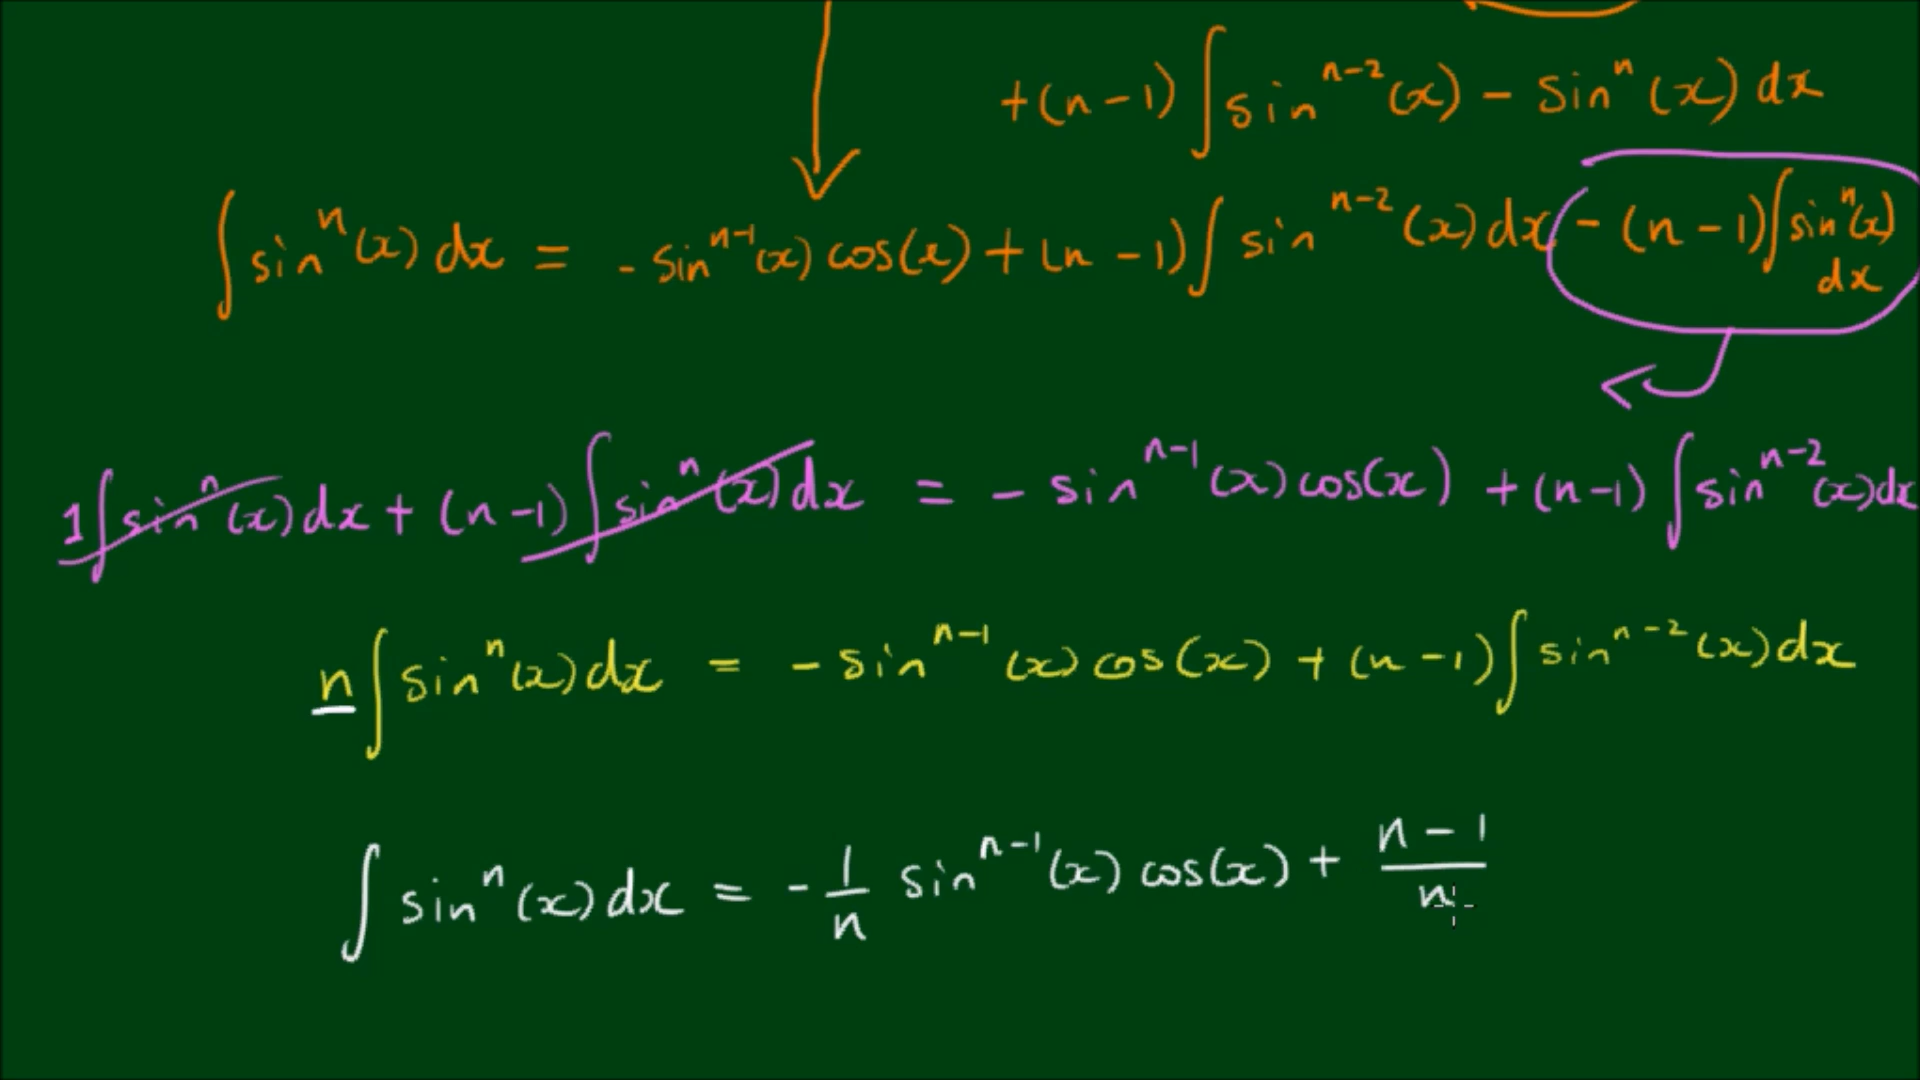 +(n-1)∫sin^{n-2}(x) - sin^n(x) dx
∫sin^n(x) dx = -sin^{n-1}(x) cos(x) + (n-1)∫sin^{n-2}(x) dx - (n-1)∫sin^n(x) dx
1∫sin^n(x) dx + (n-1)∫sin^n(x) dx = -sin^{n-1}(x) cos(x) + (n-1)∫sin^{n-2}(x) dx
n∫sin^n(x) dx = -sin^{n-1}(x) cos(x) + (n-1)∫sin^{n-2}(x) dx
∫sin^n(x) dx = -\frac{1}{n} sin^{n-1}(x) cos(x) + \frac{n-1}{n}